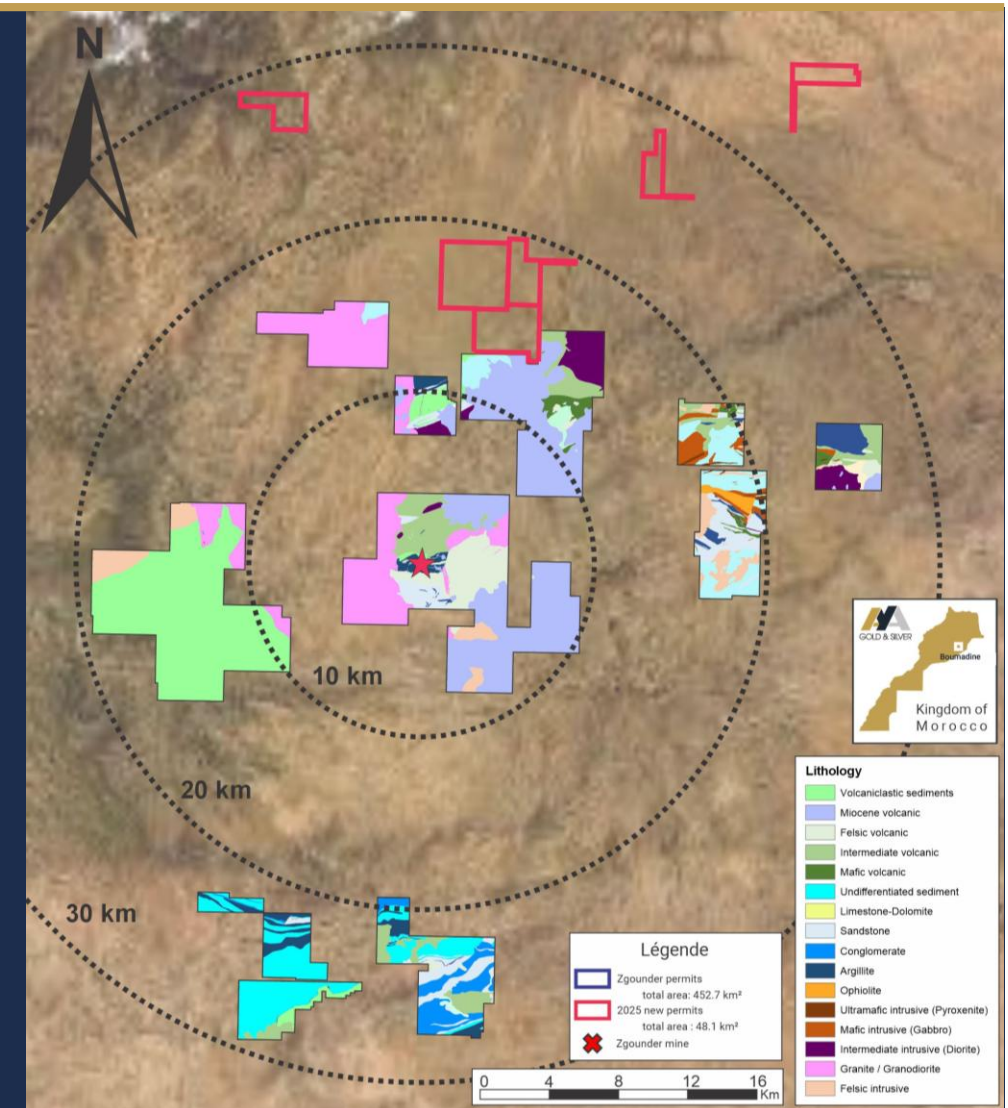 N
10 km
20 km
30 km
GOLD & SILVER
Boumadine
Kingdom of
Morocco
Lithology
Volcaniclastic sediments
Miocene volcanic
Felsic volcanic
Intermediate volcanic
Mafic volcanic
Undifferentiated sediment
Limestone-Dolomite
Sandstone
Conglomerate
Argillite
Ophiolite
Ultramafic intrusive (Pyroxenite)
Mafic intrusive (Gabbro)
Intermediate intrusive (Diorite)
Granite / Granodiorite
Felsic intrusive
Légende
Zgounder permits
total area: 452.7 km²
2025 new permits
total area : 48.1 km²
Zgounder mine
0 4 8 12 16
Km